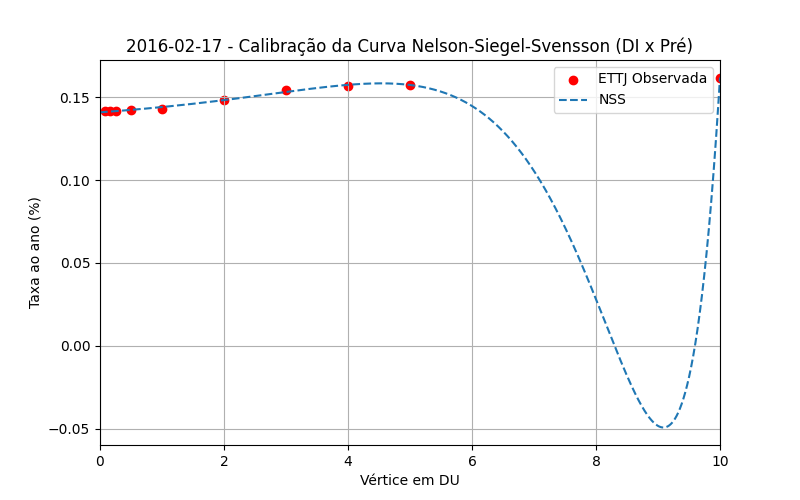 2016-02-17 - Calibração da Curva Nelson-Siegel-Svensson (DI x Pré)
ETTJ Observada
NSS
0.15
0.10
0.05
0.00
−0.05
Taxa ao ano (%)
0 2 4 6 8 10
Vértice em DU